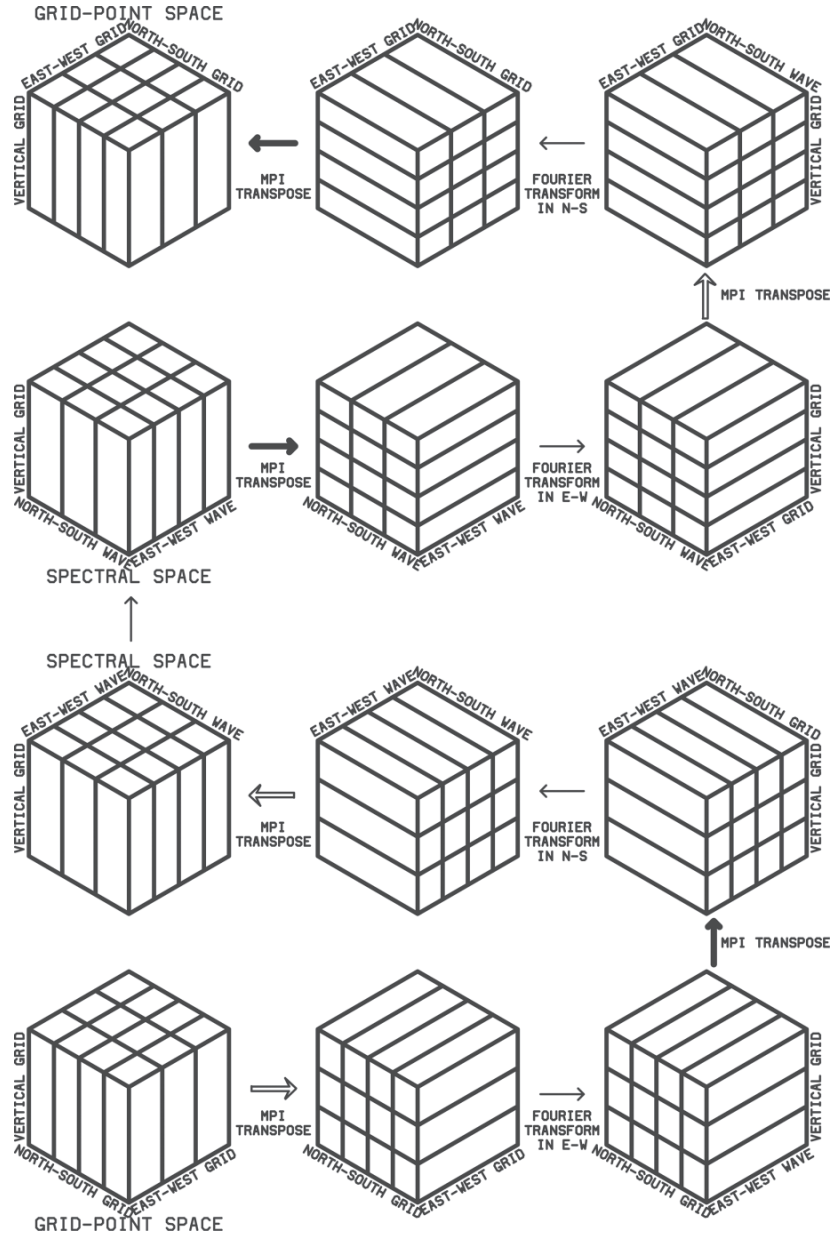 GRID-POINT SPACE
EAST-WEST GRID
NORTH-SOUTH GRID
VERTICAL GRID
MPI
TRANSPOSE
EAST-WEST GRID
NORTH-SOUTH GRID
FOURIER
TRANSFORM
IN N-S
EAST-WEST GRID
NORTH-SOUTH WAVE
VERTICAL GRID
MPI TRANSPOSE
VERTICAL GRID
NORTH-SOUTH WAVE
EAST-WEST WAVE
SPECTRAL SPACE
MPI
TRANSPOSE
NORTH-SOUTH WAVE
EAST-WEST WAVE
FOURIER
TRANSFORM
IN E-W
NORTH-SOUTH WAVE
EAST-WEST GRID
VERTICAL GRID
SPECTRAL SPACE
EAST-WEST WAVE
NORTH-SOUTH WAVE
VERTICAL GRID
MPI
TRANSPOSE
EAST-WEST WAVE
NORTH-SOUTH WAVE
FOURIER
TRANSFORM
IN N-S
EAST-WEST WAVE
NORTH-SOUTH GRID
VERTICAL GRID
MPI TRANSPOSE
VERTICAL GRID
NORTH-SOUTH GRID
EAST-WEST GRID
GRID-POINT SPACE
MPI
TRANSPOSE
NORTH-SOUTH GRID
EAST-WEST GRID
FOURIER
TRANSFORM
IN E-W
NORTH-SOUTH GRID
EAST-WEST WAVE
VERTICAL GRID